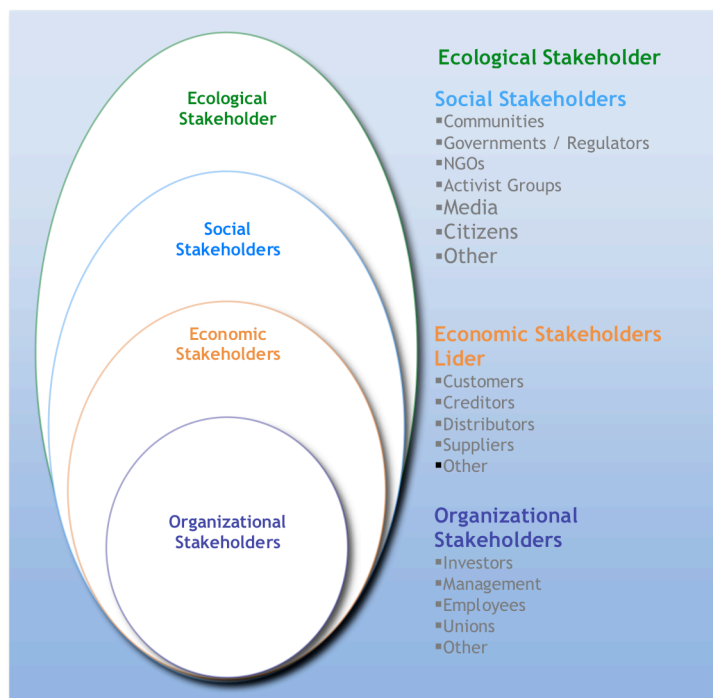 Ecological
Stakeholder
Social
Stakeholders
Economic
Stakeholders
Organizational
Stakeholders
Ecological Stakeholder
Social Stakeholders
▪Communities
▪Governments / Regulators
▪NGOs
▪Activist Groups
▪Media
▪Citizens
▪Other
Economic Stakeholders
Lider
▪Customers
▪Creditors
▪Distributors
▪Suppliers
▪Other
Organizational
Stakeholders
▪Investors
▪Management
▪Employees
▪Unions
▪Other